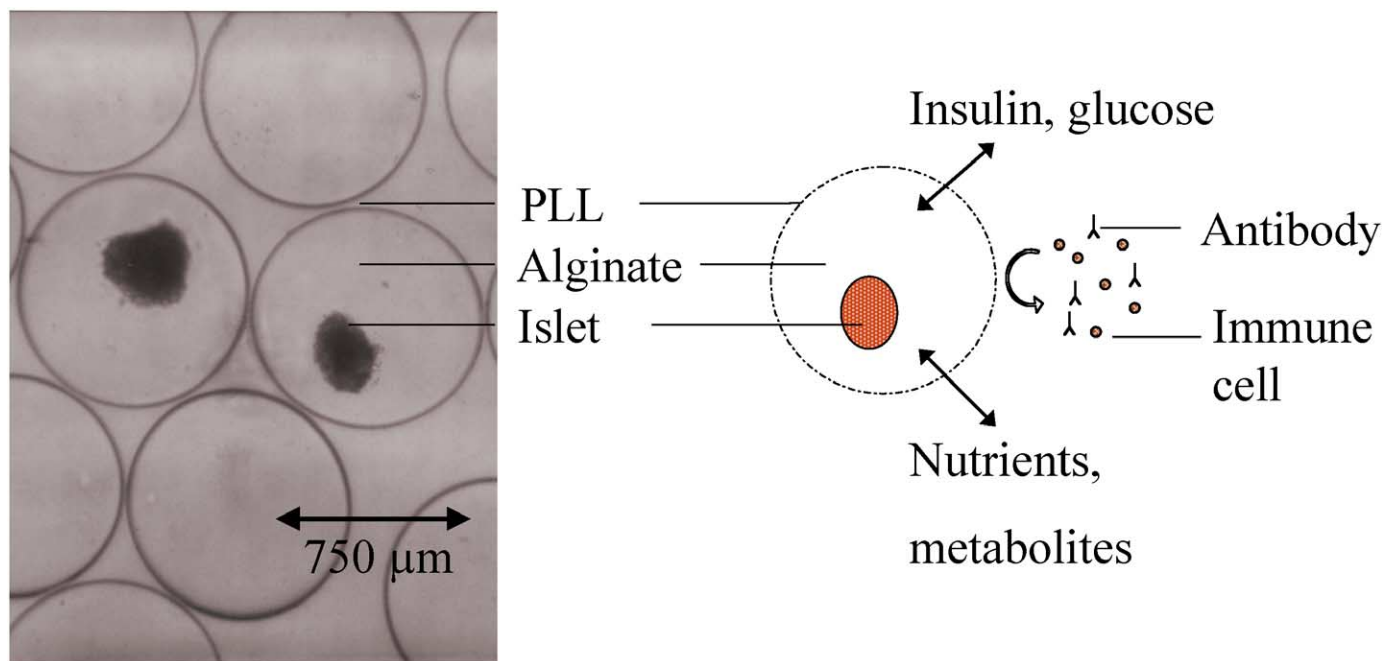 Insulin, glucose
PLL
Alginate
Islet
Antibody
Immune
cell
Nutrients,
metabolites
750 µm